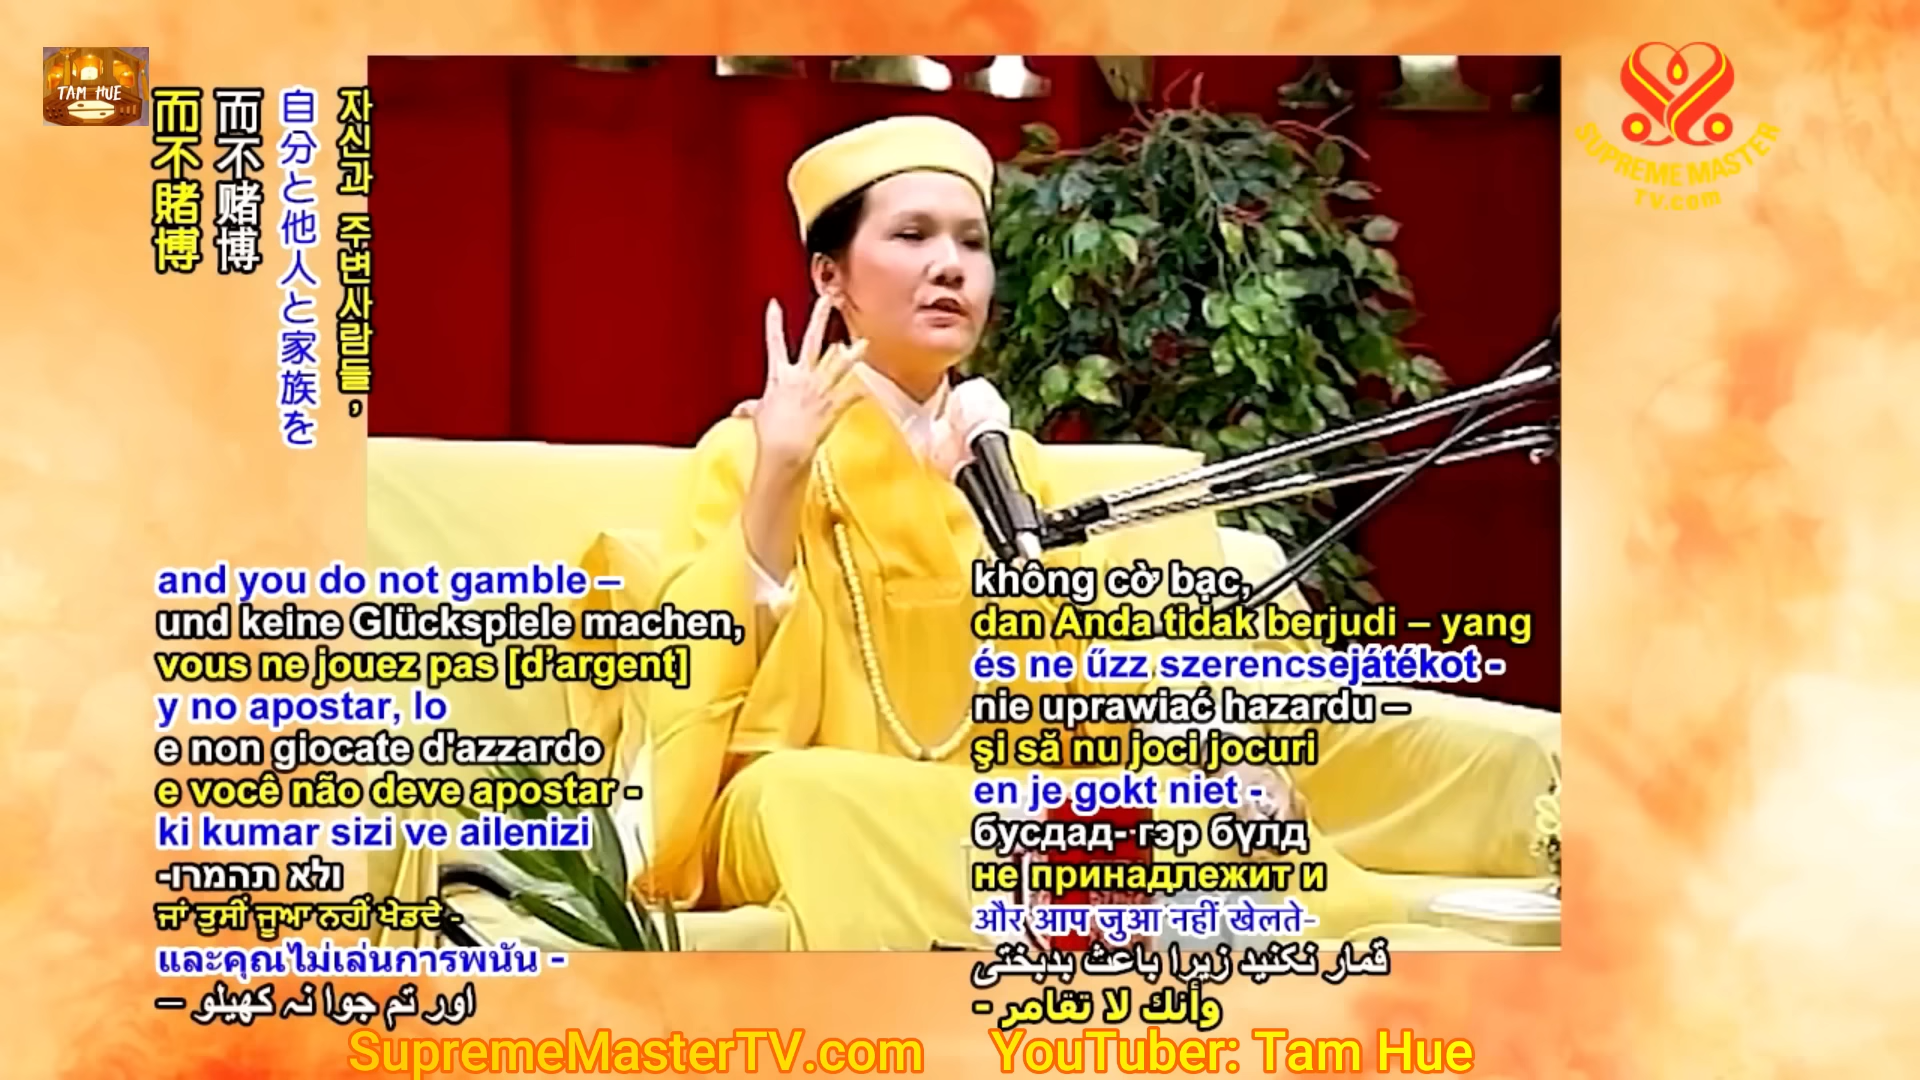 TAM HUE
而不賭博
而不赌博
自分と他人と家族を
자신과 주변사람들,
SUPREME MASTER
TV.com
and you do not gamble –
und keine Glückspiele machen,
vous ne jouez pas [d’argent]
y no apostar, lo
e non giocate d'azzardo
e você não deve apostar -
ki kumar sizi ve ailenizi
ולא תהמרו-
ਜਾਂ ਤੁਸੀਂ ਜੂਆ ਨਹੀਂ ਖੇਡਦੇ -
และคุณไม่เล่นการพนัน -
اور تم جوا نہ کھیلو –
không cờ bạc,
dan Anda tidak berjudi – yang
és ne űzz szerencsejátékot -
nie uprawiać hazardu –
şi să nu joci jocuri
en je gokt niet -
бусдад- гэр бүлд
не принадлежит и
और आप जुआ नहीं खेलते-
قمار نکنید زیرا باعث بدبختی
وأنك لا تقامر -
SupremeMasterTV.com YouTuber: Tam Hue